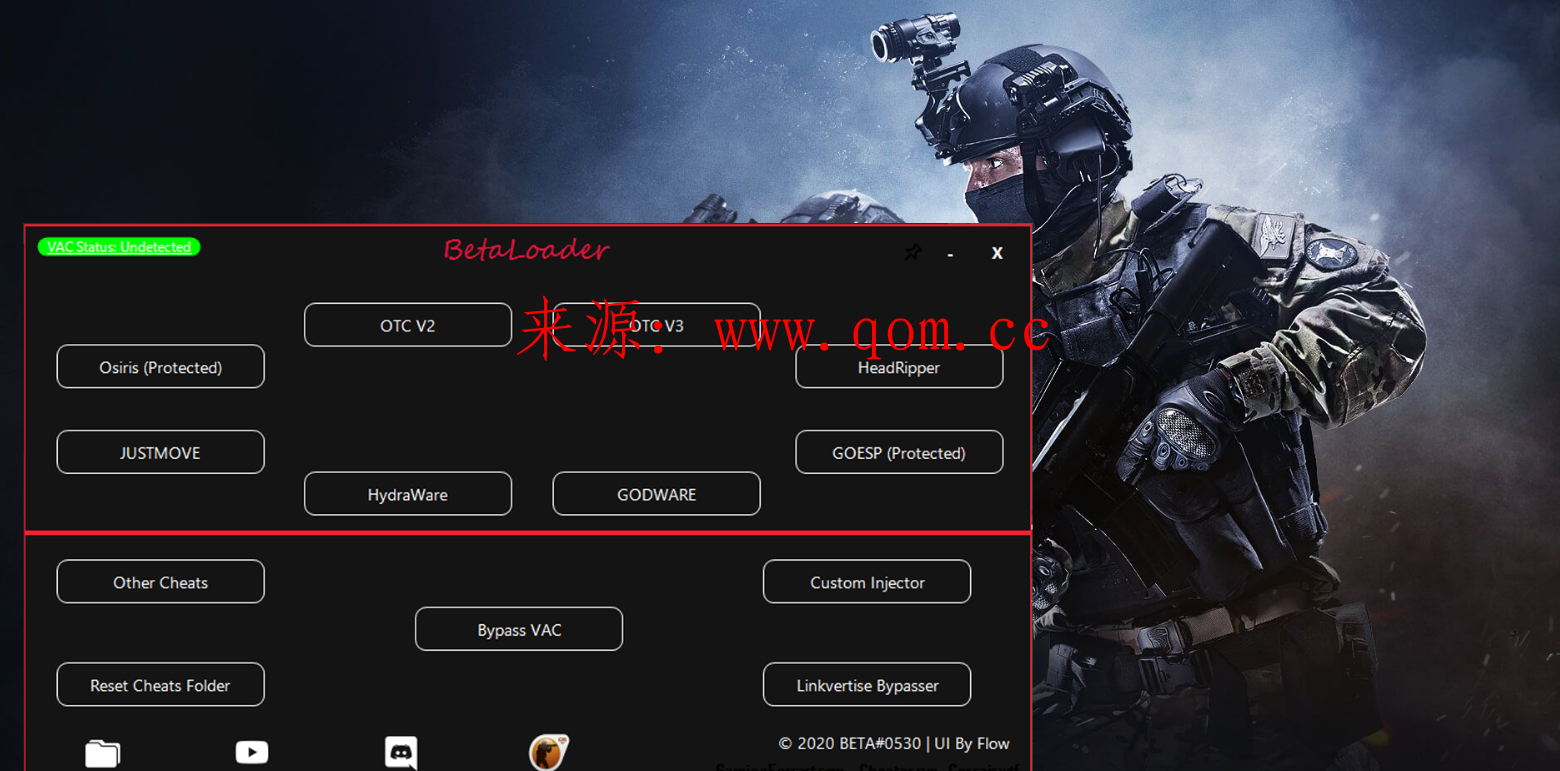 VAC Status: Undetected
BetaLoader
-
X
OTC V2
OTC V3
来源: www.qom.cc
Osiris (Protected)
HeadRipper
JUSTMOVE
GOESP (Protected)
HydraWare
GODWARE
Other Cheats
Custom Injector
Bypass VAC
Reset Cheats Folder
Linkvertise Bypasser
© 2020 BETA#0530 | UI By Flow